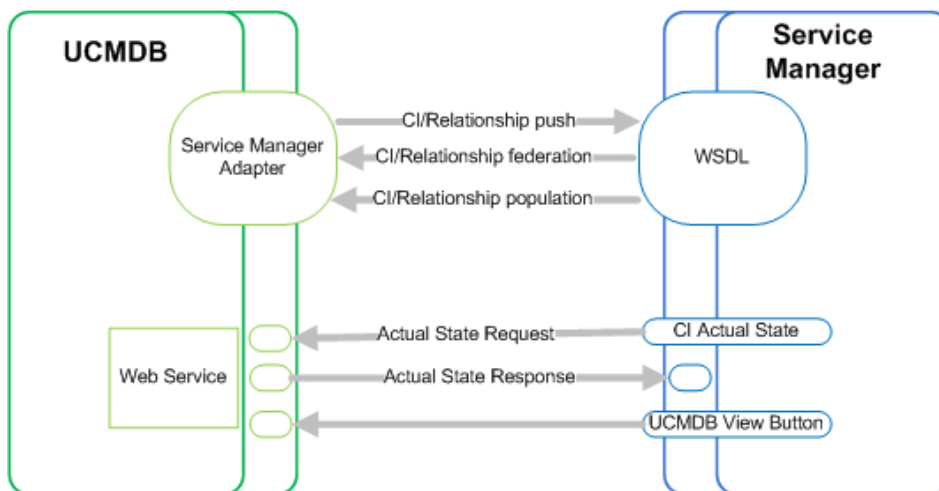 UCMDB
Service
Manager
Service Manager
Adapter
CI/Relationship push
CI/Relationship federation
CI/Relationship population
WSDL
Actual State Request
CI Actual State
Web Service
Actual State Response
UCMDB View Button